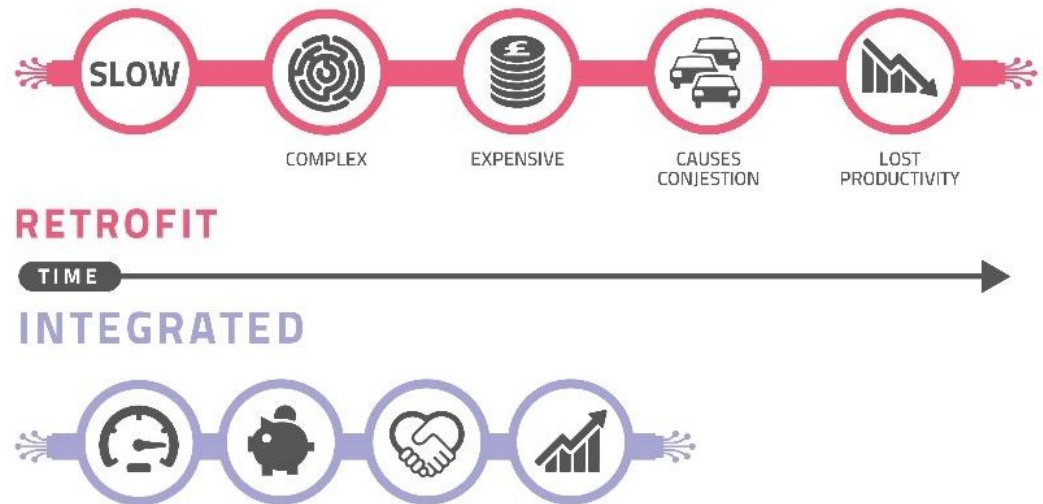 SLOW
£
COMPLEX
EXPENSIVE
CAUSES
CONJESTION
LOST
PRODUCTIVITY
RETROFIT
TIME
INTEGRATED